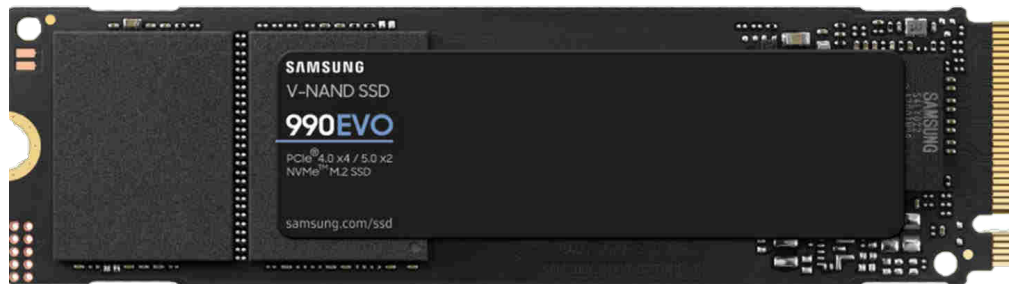 SAMSUNG
V-NAND SSD
990EVO
PCIe® 4.0 x4 / 5.0 x2
NVMe™ M.2 SSD
samsung.com/ssd
SAMSUNG